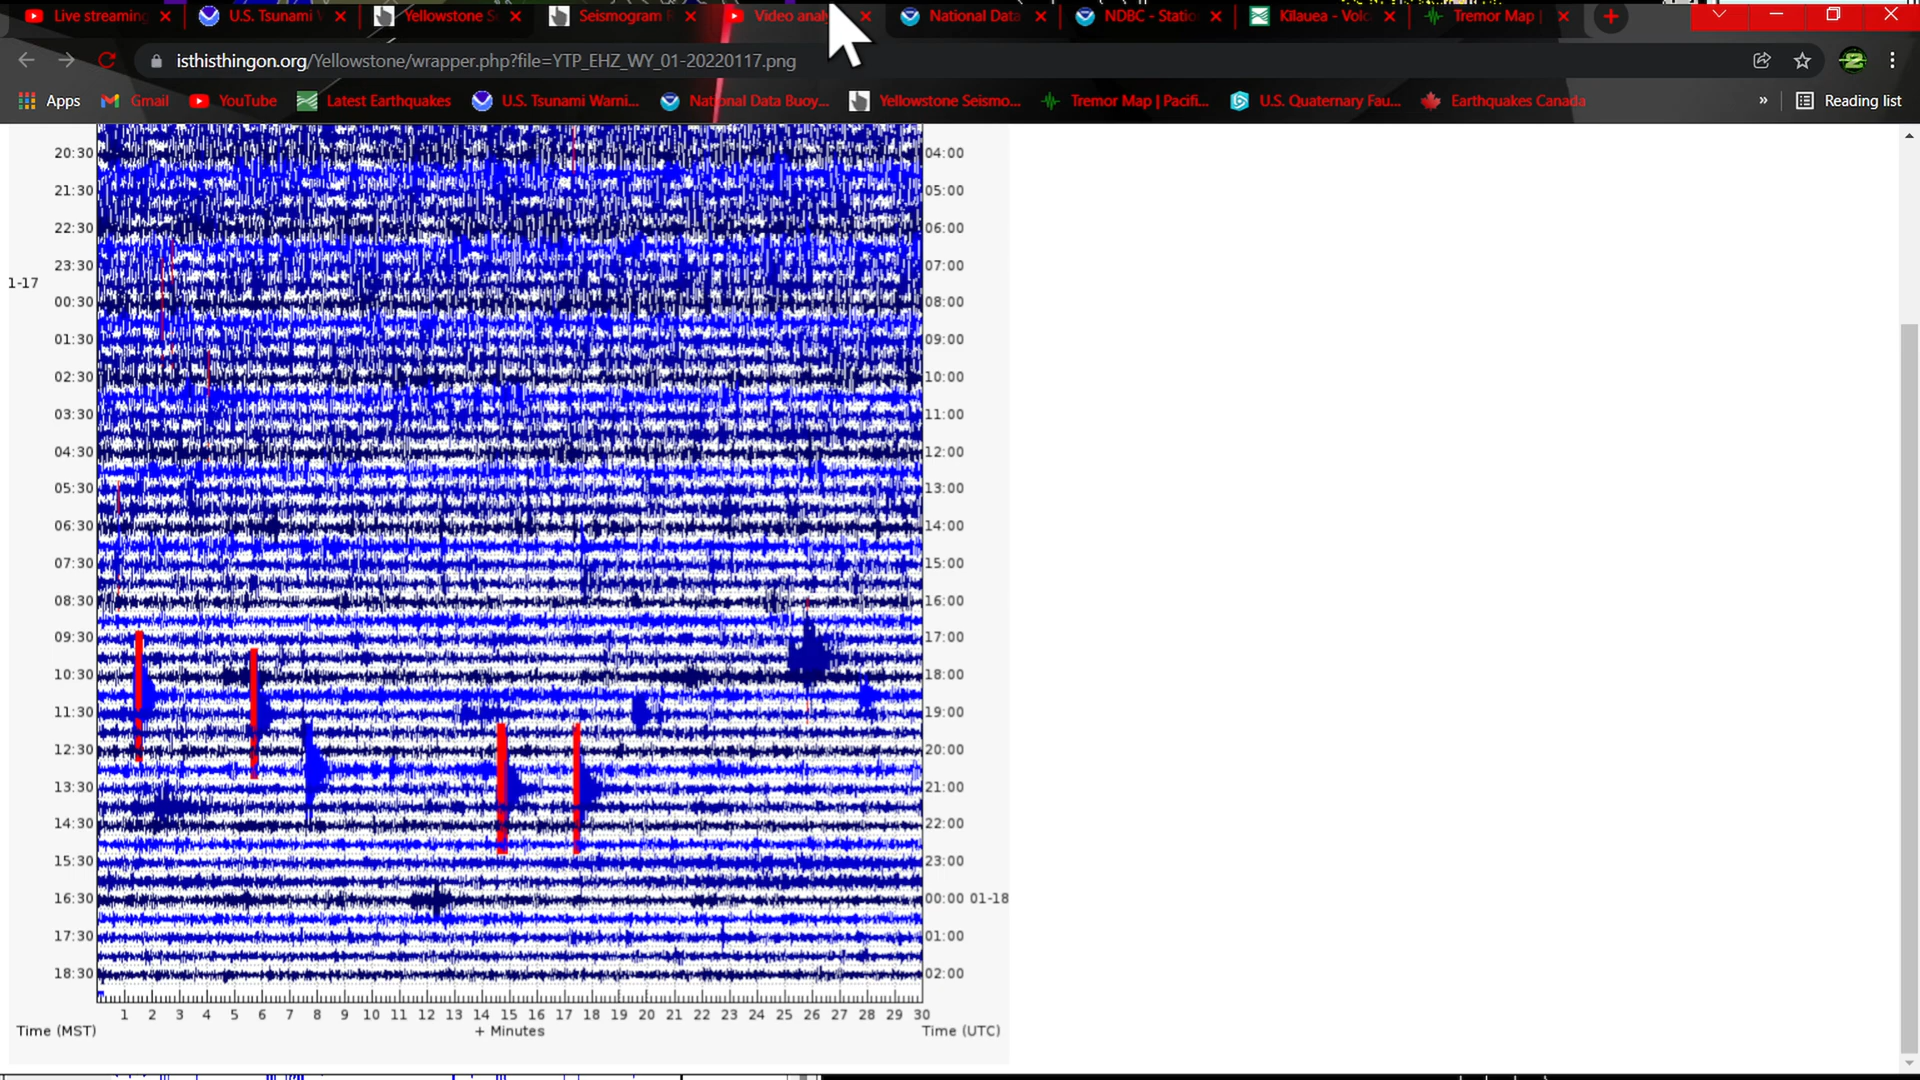 Live streaming
U.S. Tsunami
Yellowstone S
Seismogram R
Video analy
National Data
NDBC - Statio
Kilauea - Volc
Tremor Map |
isthisthingon.org/Yellowstone/wrapper.php?file=YTP_EHZ_WY_01-20220117.png
Apps
Gmail
YouTube
Latest Earthquakes
U.S. Tsunami Warni...
National Data Buoy...
Yellowstone Seismo...
Tremor Map | Pacifi...
U.S. Quaternary Fau...
Earthquakes Canada
»
Reading list
20:30 04:00
21:30 05:00
22:30 06:00
23:30 07:00
1-17
00:30 08:00
01:30 09:00
02:30 10:00
03:30 11:00
04:30 12:00
05:30 13:00
06:30 14:00
07:30 15:00
08:30 16:00
09:30 17:00
10:30 18:00
11:30 19:00
12:30 20:00
13:30 21:00
14:30 22:00
15:30 23:00
16:30 00:00 01-18
17:30 01:00
18:30 02:00
1 2 3 4 5 6 7 8 9 10 11 12 13 14 15 16 17 18 19 20 21 22 23 24 25 26 27 28 29 30
Time (MST) + Minutes Time (UTC)